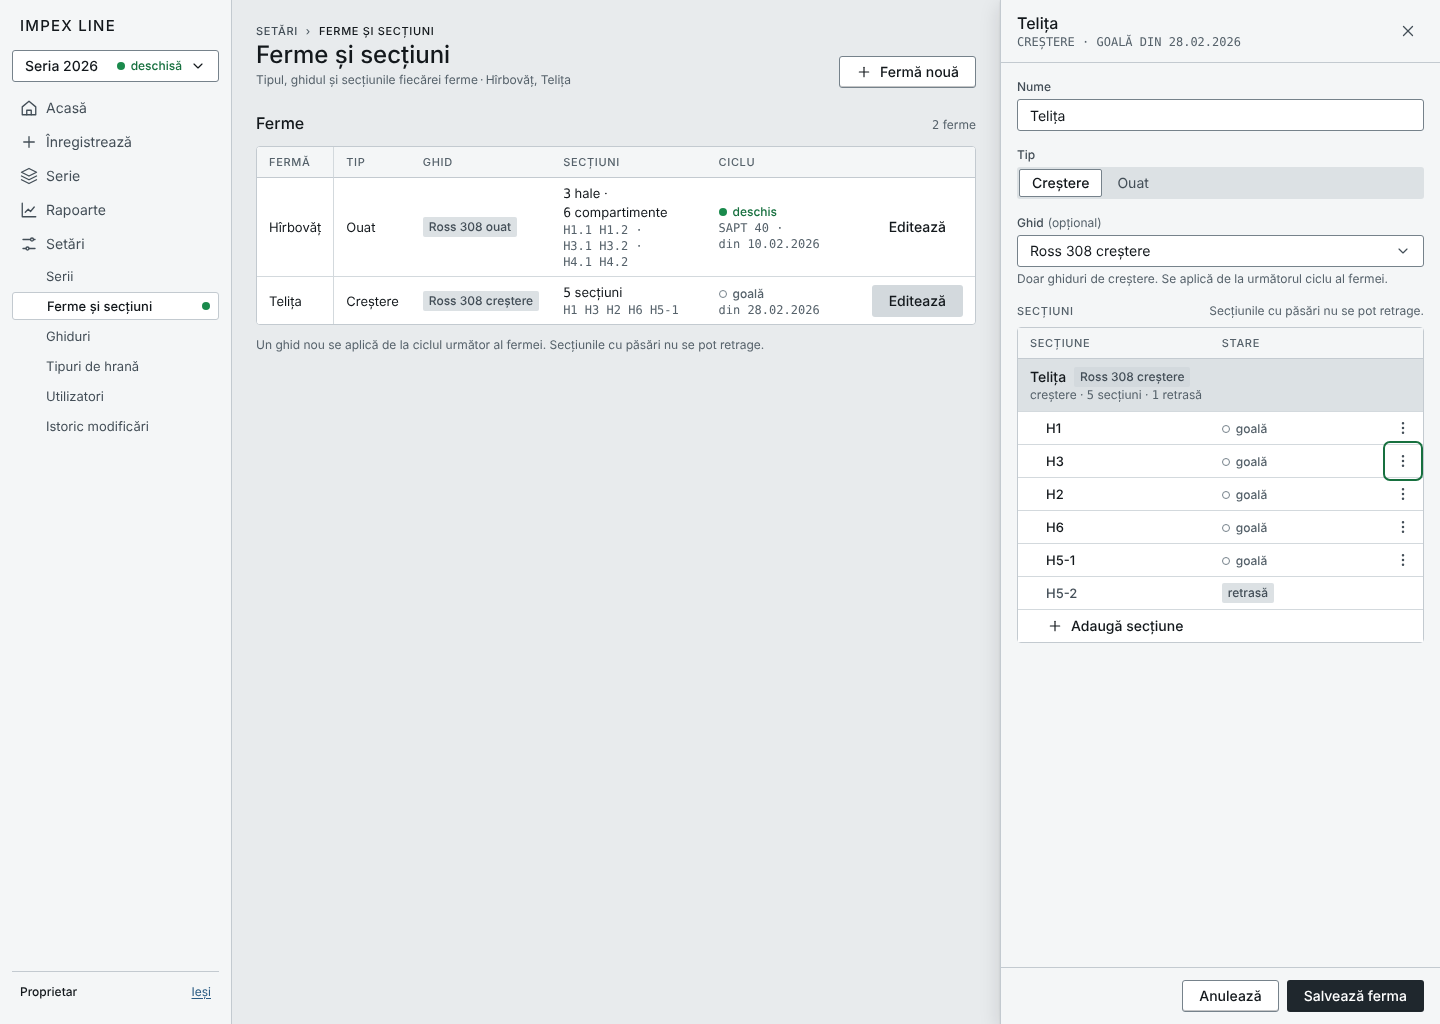 IMPEX LINE
Seria 2026 deschisă
Acasă
Înregistrează
Serie
Rapoarte
Setări
Serii
Ferme și secțiuni
Ghiduri
Tipuri de hrană
Utilizatori
Istoric modificări
Proprietar Ieși
SETĂRI › FERME ȘI SECȚIUNI
Ferme și secțiuni
Tipul, ghidul și secțiunile fiecărei ferme · Hîrbovăț, Telița
Fermă nouă
Ferme 2 ferme
FERMĂ TIP GHID SECȚIUNI CICLU
Hîrbovăț Ouat Ross 308 ouat
3 hale ·
6 compartimente
H1.1 H1.2 ·
H3.1 H3.2 ·
H4.1 H4.2
deschis
SAPT 40 ·
din 10.02.2026
Editează
Telița Creștere Ross 308 creștere
5 secțiuni
H1 H3 H2 H6 H5-1
goală
din 28.02.2026
Editează
Un ghid nou se aplică de la ciclul următor al fermei. Secțiunile cu păsări nu se pot retrage.
Telița
CREȘTERE · GOALĂ DIN 28.02.2026
Nume
Telița
Tip
Creștere Ouat
Ghid (opțional)
Ross 308 creștere
Doar ghiduri de creștere. Se aplică de la următorul ciclu al fermei.
SECȚIUNI Secțiunile cu păsări nu se pot retrage.
SECȚIUNE STARE
Telița Ross 308 creștere
creștere · 5 secțiuni · 1 retrasă
H1 goală
H3 goală
H2 goală
H6 goală
H5-1 goală
H5-2 retrasă
Adaugă secțiune
Anulează Salvează ferma